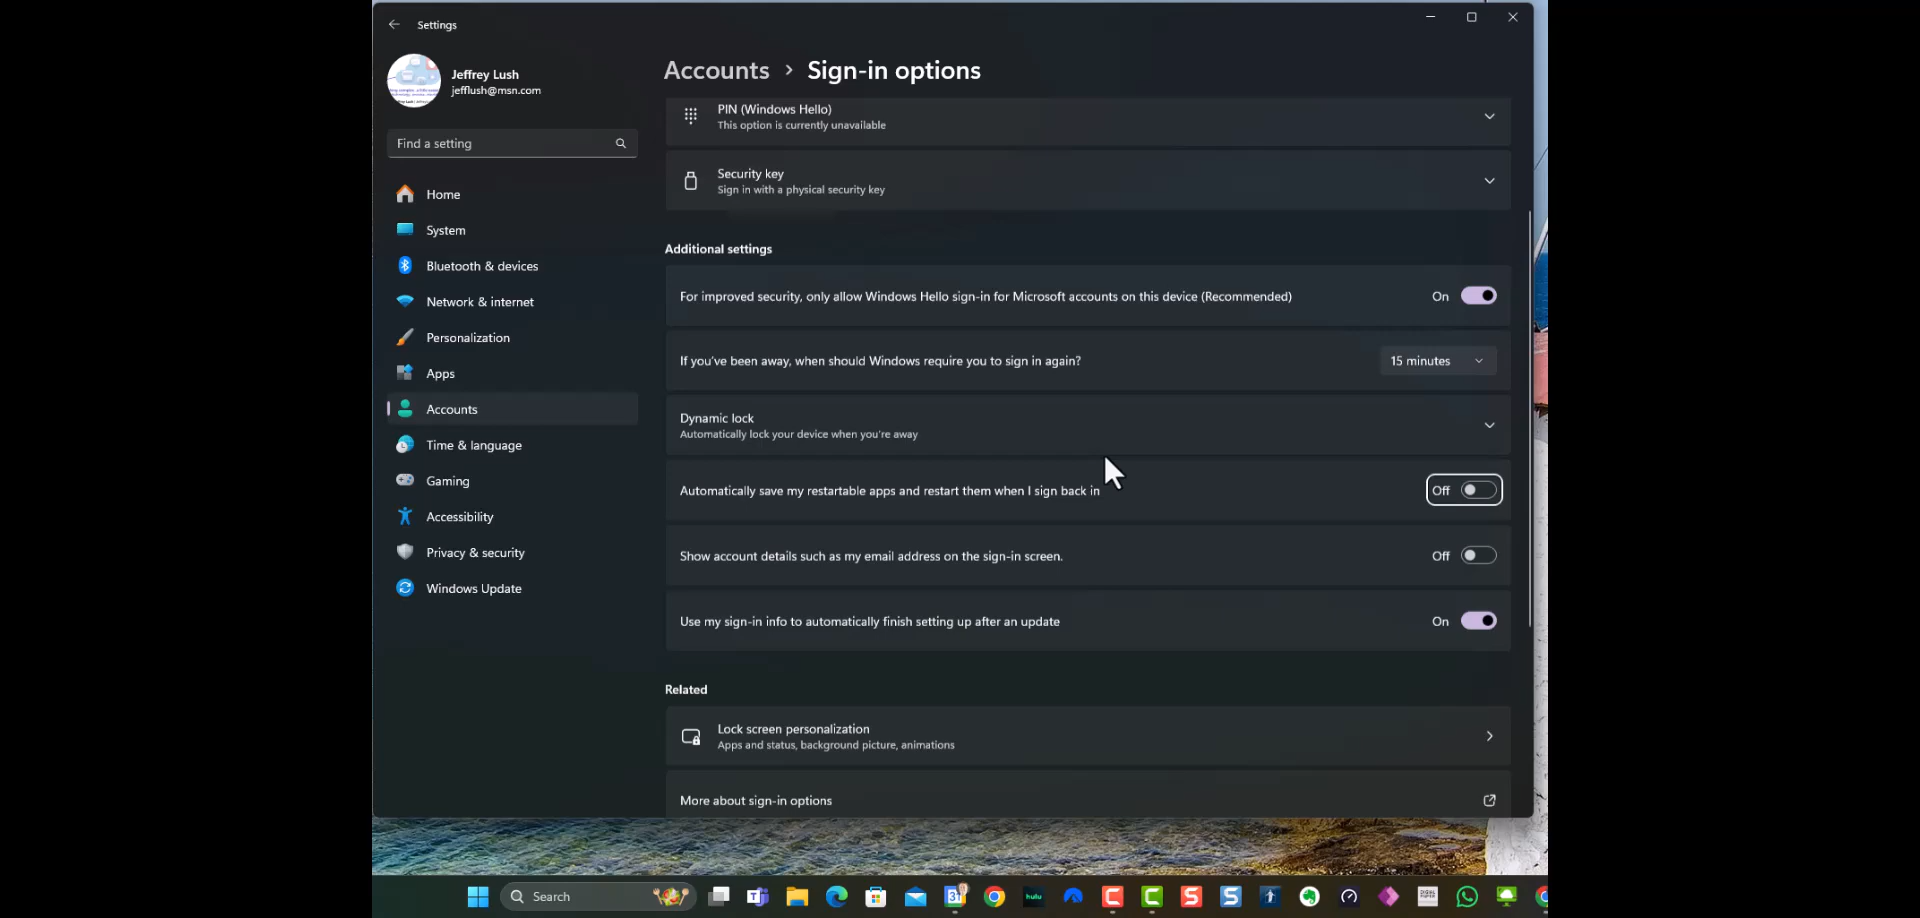 Settings
Jeffrey Lush
jefflush@msn.com
Find a setting
Home
System
Bluetooth & devices
Network & internet
Personalization
Apps
Accounts
Time & language
Gaming
Accessibility
Privacy & security
Windows Update
Accounts > Sign-in options
PIN (Windows Hello)
This option is currently unavailable
Security key
Sign in with a physical security key
Additional settings
For improved security, only allow Windows Hello sign-in for Microsoft accounts on this device (Recommended) On
If you've been away, when should Windows require you to sign in again? 15 minutes
Dynamic lock
Automatically lock your device when you're away
Automatically save my restartable apps and restart them when I sign back in Off
Show account details such as my email address on the sign-in screen. Off
Use my sign-in info to automatically finish setting up after an update On
Related
Lock screen personalization
Apps and status, background picture, animations
More about sign-in options
Search
hulu